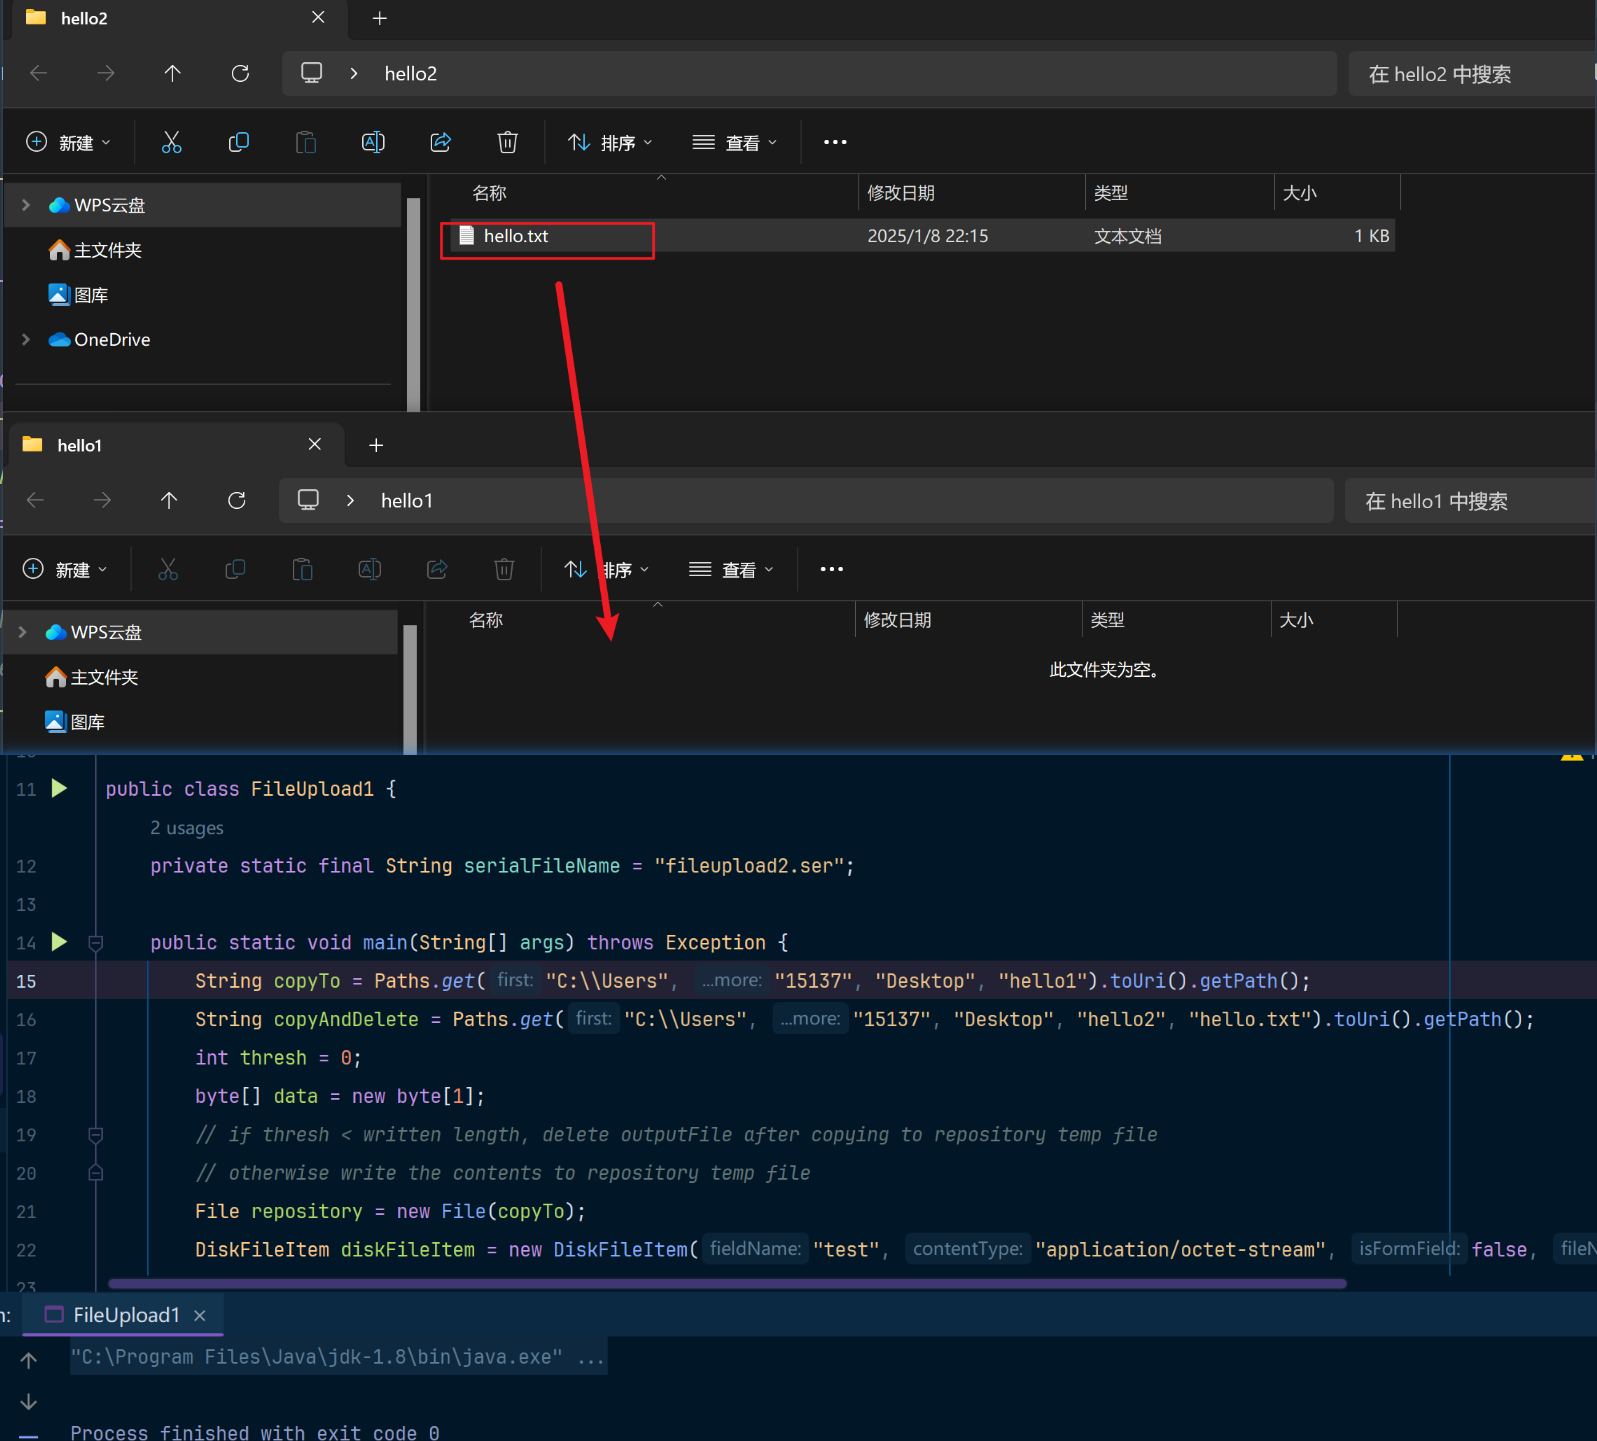 hello2
hello2
在 hello2 中搜索
新建
排序
查看
WPS云盘
主文件夹
图库
OneDrive
名称 修改日期 类型 大小
hello.txt 2025/1/8 22:15 文本文档 1 KB
hello1
hello1
在 hello1 中搜索
新建
排序
查看
WPS云盘
主文件夹
图库
名称 修改日期 类型 大小
此文件夹为空。
11 public class FileUpload1 {
2 usages
12 private static final String serialFileName = "fileupload2.ser";
13
14 public static void main(String[] args) throws Exception {
15 String copyTo = Paths.get( first: "C:\\Users", ...more: "15137", "Desktop", "hello1").toUri().getPath();
16 String copyAndDelete = Paths.get( first: "C:\\Users", ...more: "15137", "Desktop", "hello2", "hello.txt").toUri().getPath();
17 int thresh = 0;
18 byte[] data = new byte[1];
19 // if thresh < written length, delete outputFile after copying to repository temp file
20 // otherwise write the contents to repository temp file
21 File repository = new File(copyTo);
22 DiskFileItem diskFileItem = new DiskFileItem( fieldName: "test", contentType: "application/octet-stream", isFormField: false, fileN
23
FileUpload1
"C:\Program Files\Java\jdk-1.8\bin\java.exe" ...
Process finished with exit code 0